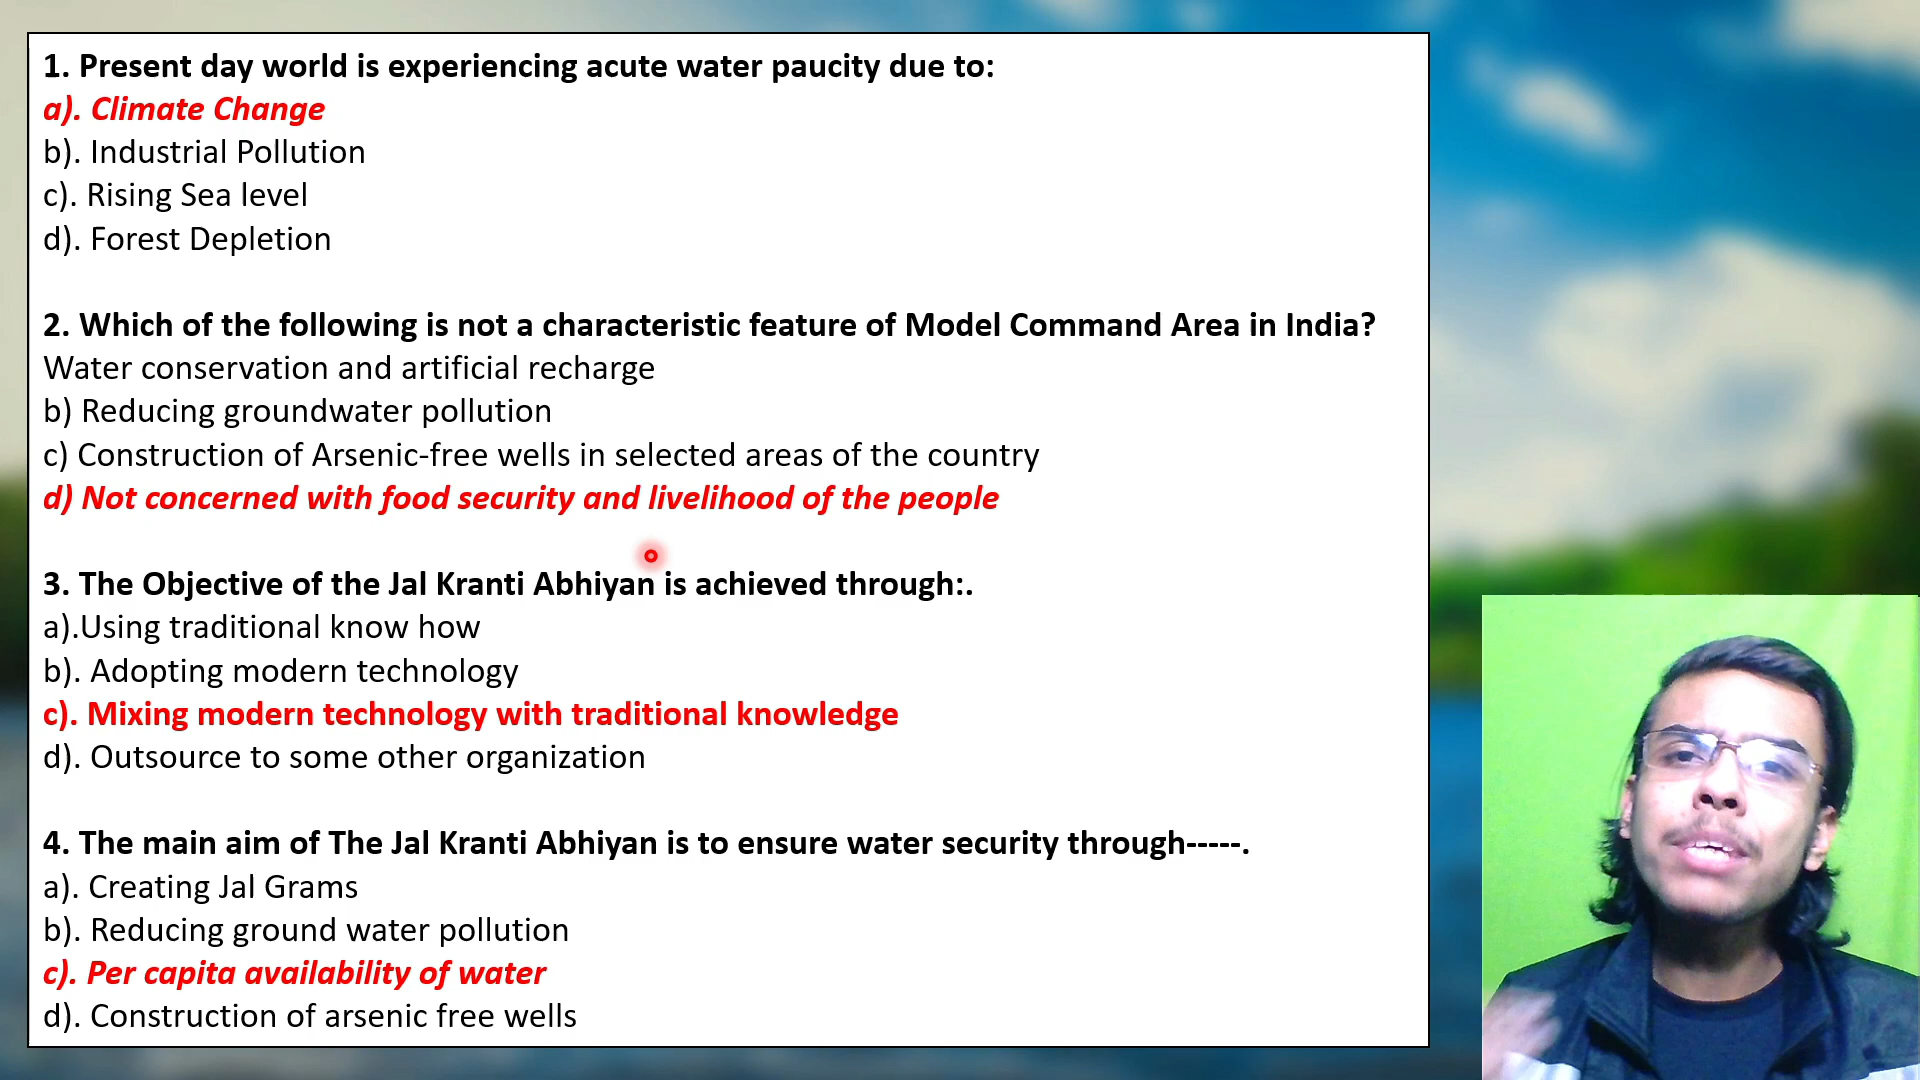 1. Present day world is experiencing acute water paucity due to:
a). Climate Change
b). Industrial Pollution
c). Rising Sea level
d). Forest Depletion
2. Which of the following is not a characteristic feature of Model Command Area in India?
Water conservation and artificial recharge
b) Reducing groundwater pollution
c) Construction of Arsenic-free wells in selected areas of the country
d) Not concerned with food security and livelihood of the people
3. The Objective of the Jal Kranti Abhiyan is achieved through:.
a).Using traditional know how
b). Adopting modern technology
c). Mixing modern technology with traditional knowledge
d). Outsource to some other organization
4. The main aim of The Jal Kranti Abhiyan is to ensure water security through-----.
a). Creating Jal Grams
b). Reducing ground water pollution
c). Per capita availability of water
d). Construction of arsenic free wells